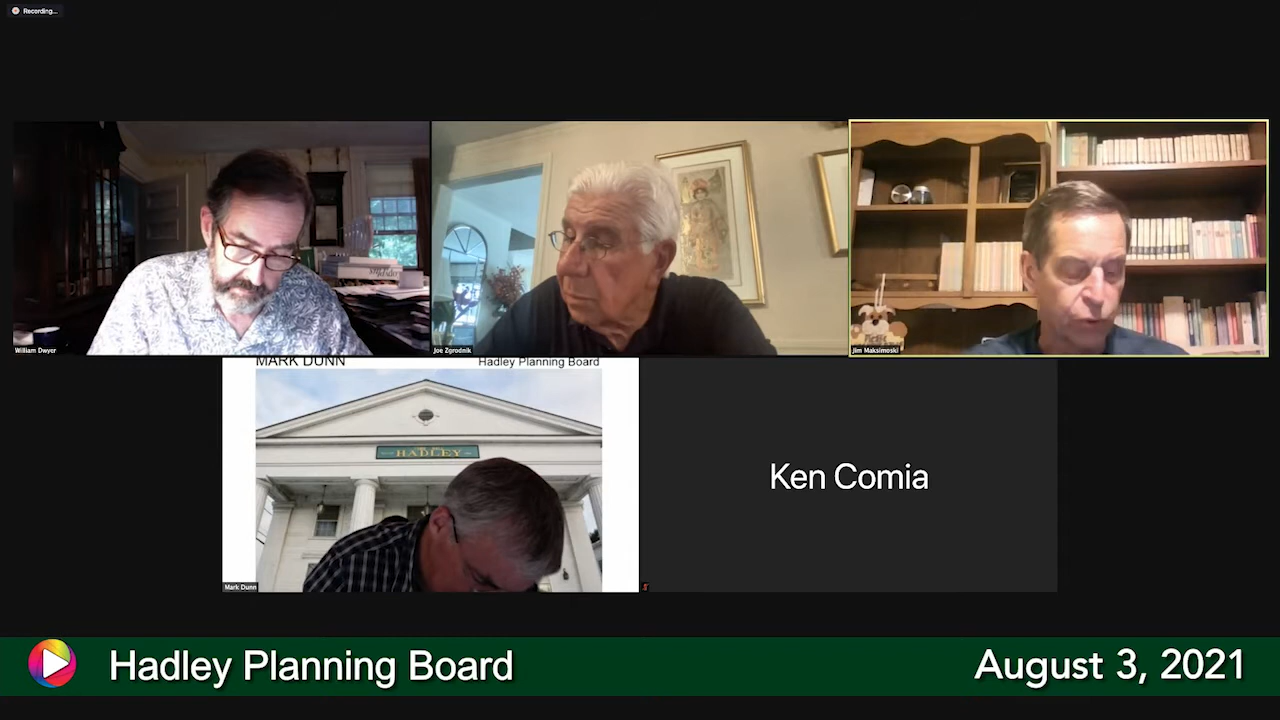 Recording...
William Dwyer
Joe Zgrodnik
Jim Maksimoski
MARK DUNN
Hadley Planning Board
HADLEY
Mark Dunn
Ken Comia
Hadley Planning Board
August 3, 2021